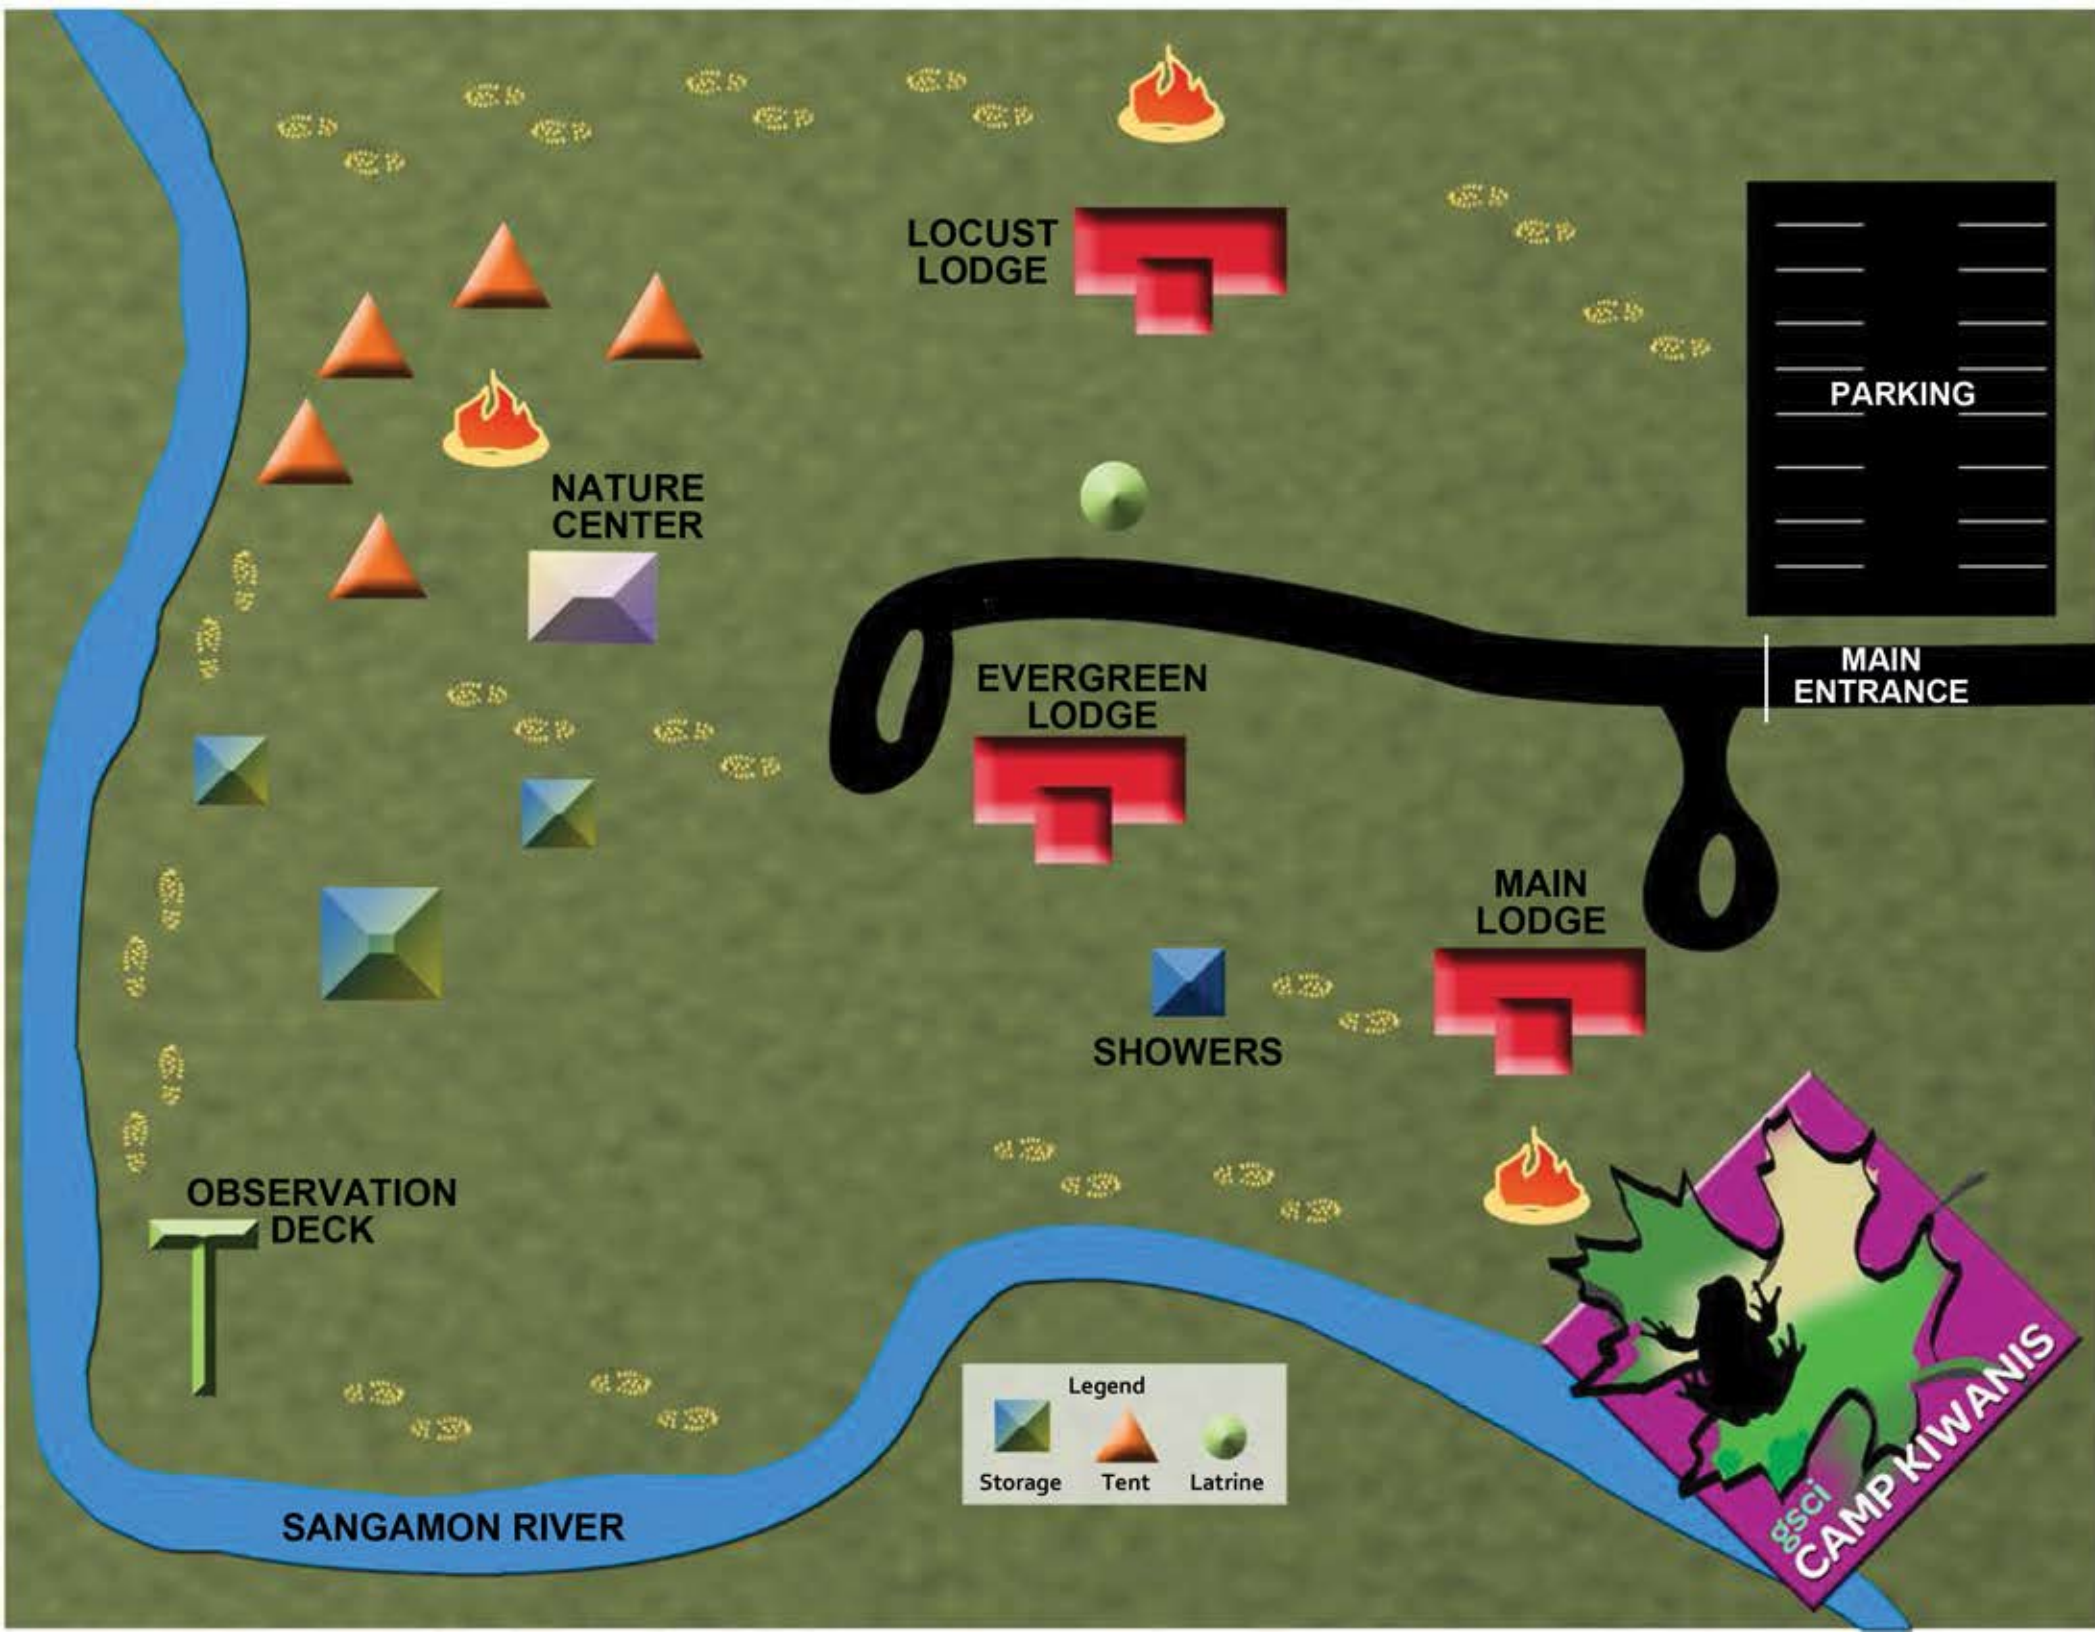 LOCUST
LODGE
PARKING
NATURE
CENTER
MAIN
ENTRANCE
EVERGREEN
LODGE
MAIN
LODGE
SHOWERS
OBSERVATION
DECK
Legend
Storage Tent Latrine
SANGAMON RIVER
gsci
CAMP KIWANIS